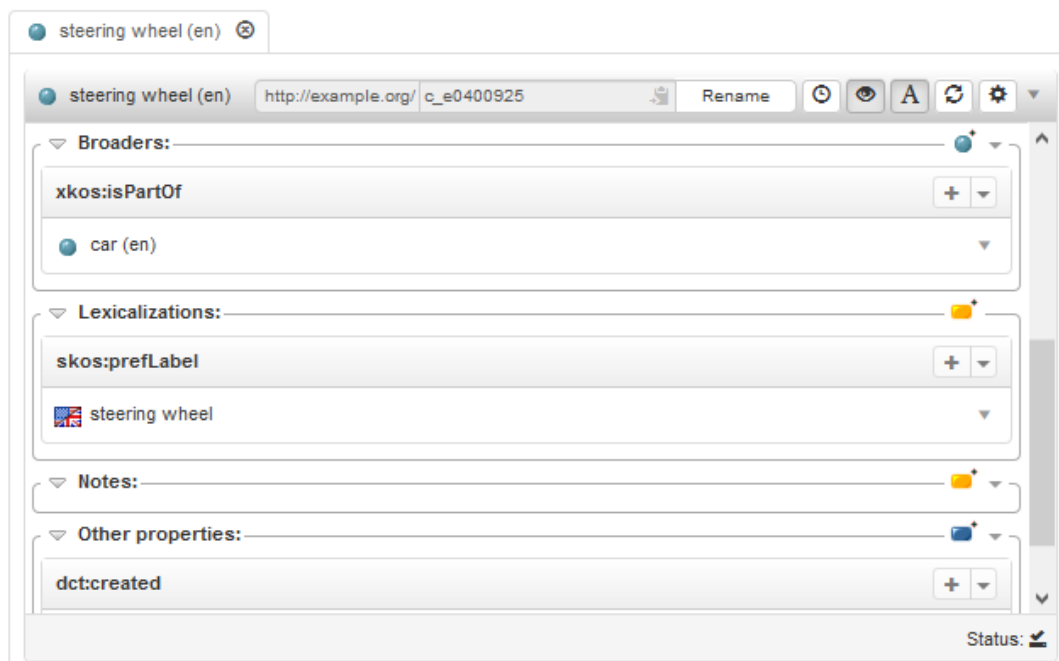 steering wheel (en)
steering wheel (en) http://example.org/ c_e0400925 Rename A
Broaders:
xkos:isPartOf
car (en)
Lexicalizations:
skos:prefLabel
steering wheel
Notes:
Other properties:
dct:created
Status: